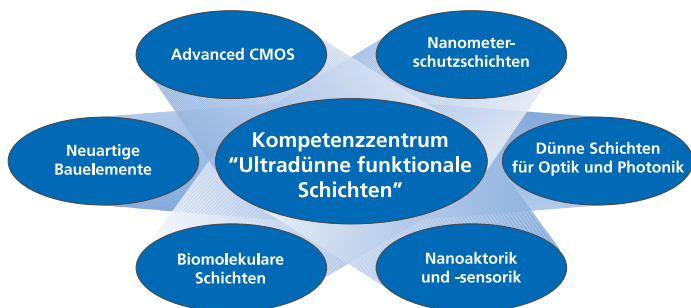 Advanced CMOS
Nanometer-
schutzschichten
Neuartige
Bauelemente
Kompetenzzentrum
“Ultradünne funktionale
Schichten”
Dünne Schichten
für Optik und Photonik
Biomolekulare
Schichten
Nanoaktorik
und -sensorik